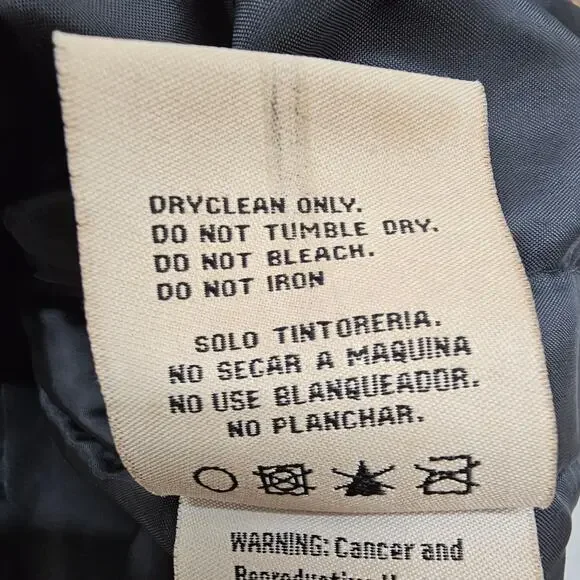 DRYCLEAN ONLY.
DO NOT TUMBLE DRY.
DO NOT BLEACH.
DO NOT IRON
SOLO TINTORERIA.
NO SECAR A MAQUINA
NO USE BLANQUEADOR.
NO PLANCHAR.
WARNING: Cancer and